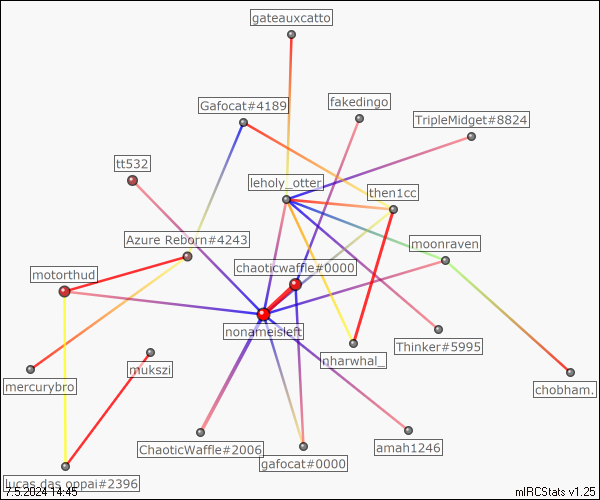 gateauxcatto
Gafocat#4189
fakedingo
TripleMidget#8824
tt532
leholy_otter
then1cc
Azure Reborn#4243
moonraven
motorthud
chaoticwaffle#0000
nonameisleft
Thinker#5995
nharwhal_
mukszi
mercurybro
chobham.
ChaoticWaffle#2006
amah1246
gafocat#0000
lucas das oppai#2396
7.5.2024 14:45
mIRCStats v1.25